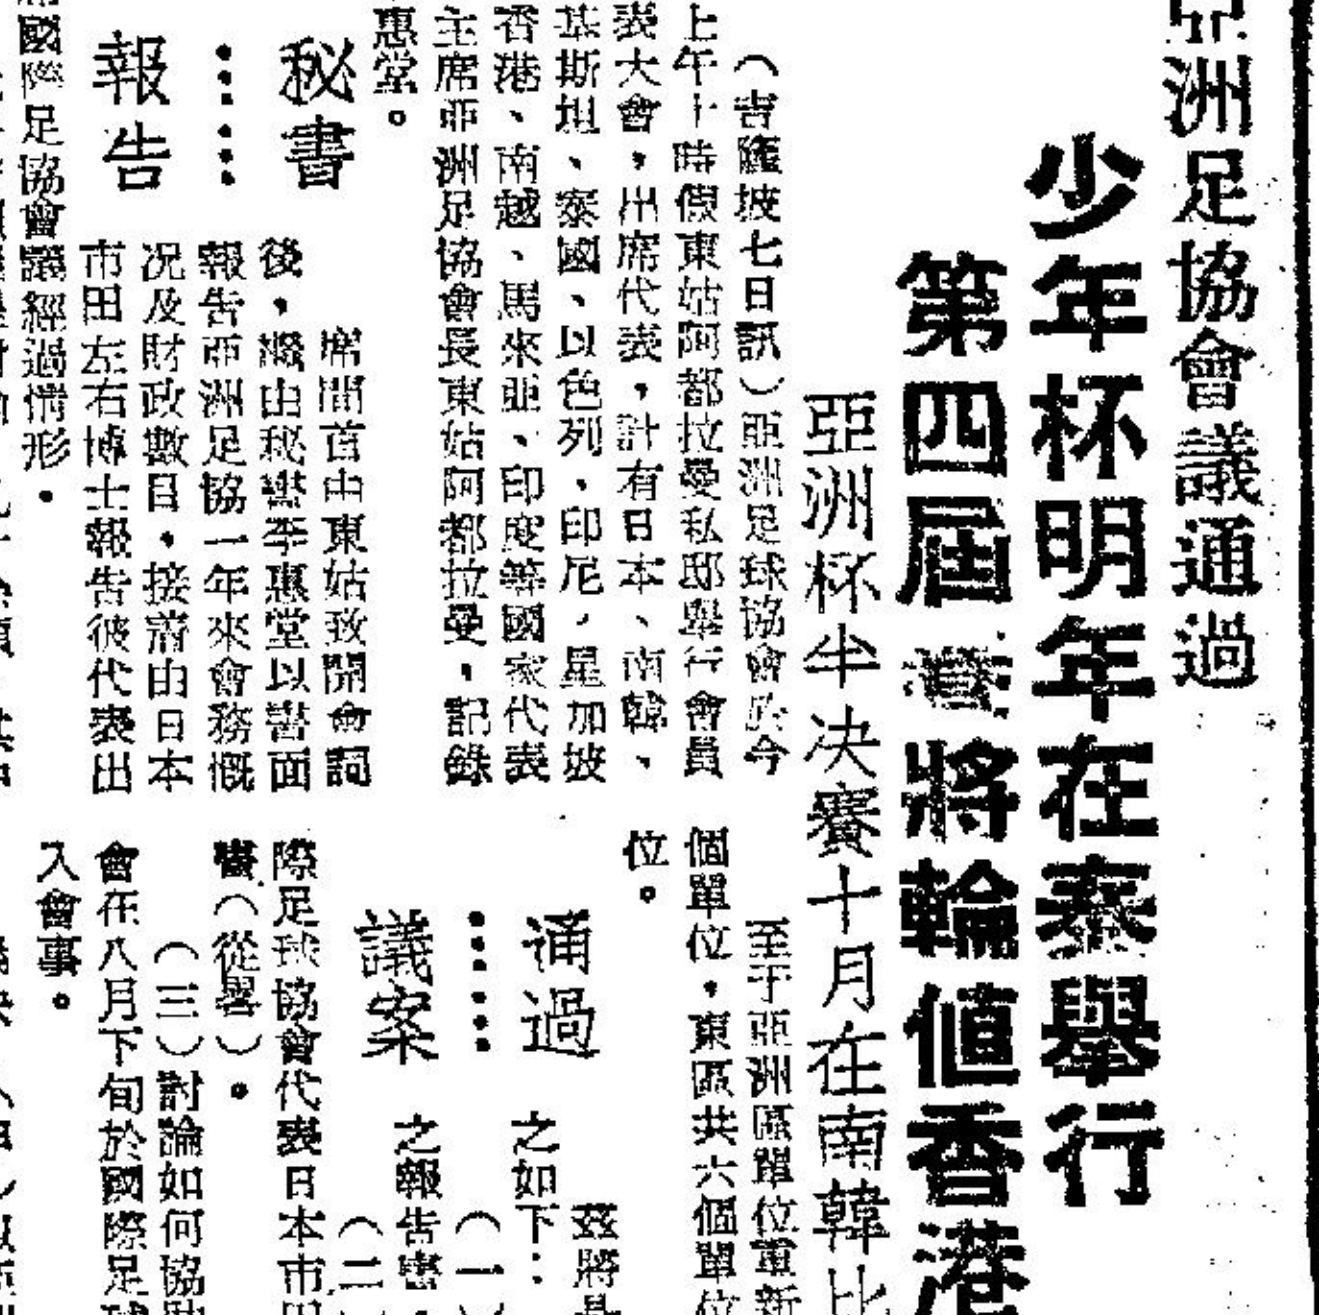 亞洲足協會議通過
少年杯明年在泰舉行
第四屆賽將輪值香港
亞洲杯半决賽十月在南韓比
（吉隆坡七日訊）亞洲足球協會於今
上午十時假東姑阿都拉曼私邸舉行會員
表大會，出席代表，計有日本、南韓、
基斯坦、泰國、以色列、印尼，星加坡
香港、南越、馬來亞、印度等國家代表
主席亞洲足協會長東姑阿都拉曼，記錄
惠堂。
秘書
報告
席間首由東姑致開會詞
後，繼由秘書李惠堂以書面
報告亞洲足協一年來會務概
况及財政數目，接着由日本
市田左右博士報告彼代表出
席國際足協會議經過情形。
至于亞洲區單位重新
個單位，東區共六個單位
位。
通過
議案
茲將
之如下：
（一）
之報告書，
（二）
際足球協會代表日本市田
書（從畧）。
（三）討論如何協助
會在八月下旬於國際足球
入會事。